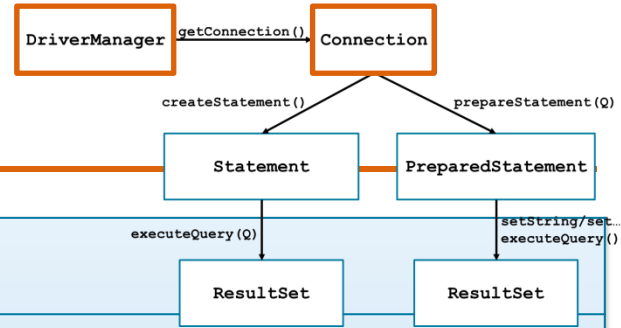 DriverManager
getConnection()
Connection
createStatement()
prepareStatement(Q)
Statement
PreparedStatement
executeQuery(Q)
setString/set…
executeQuery()
ResultSet
ResultSet